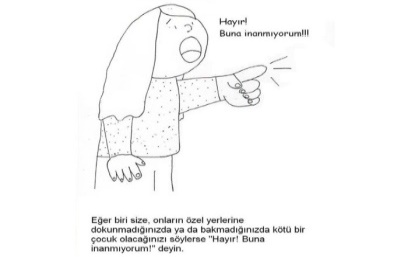 Hayır!
Buna inanmıyorum!!!
Eğer biri size, onların özel yerlerine
dokunmadığınızda ya da bakmadığınızda kötü bir
çocuk olacağınızı söylerse "Hayır! Buna
inanmıyorum!" deyin.